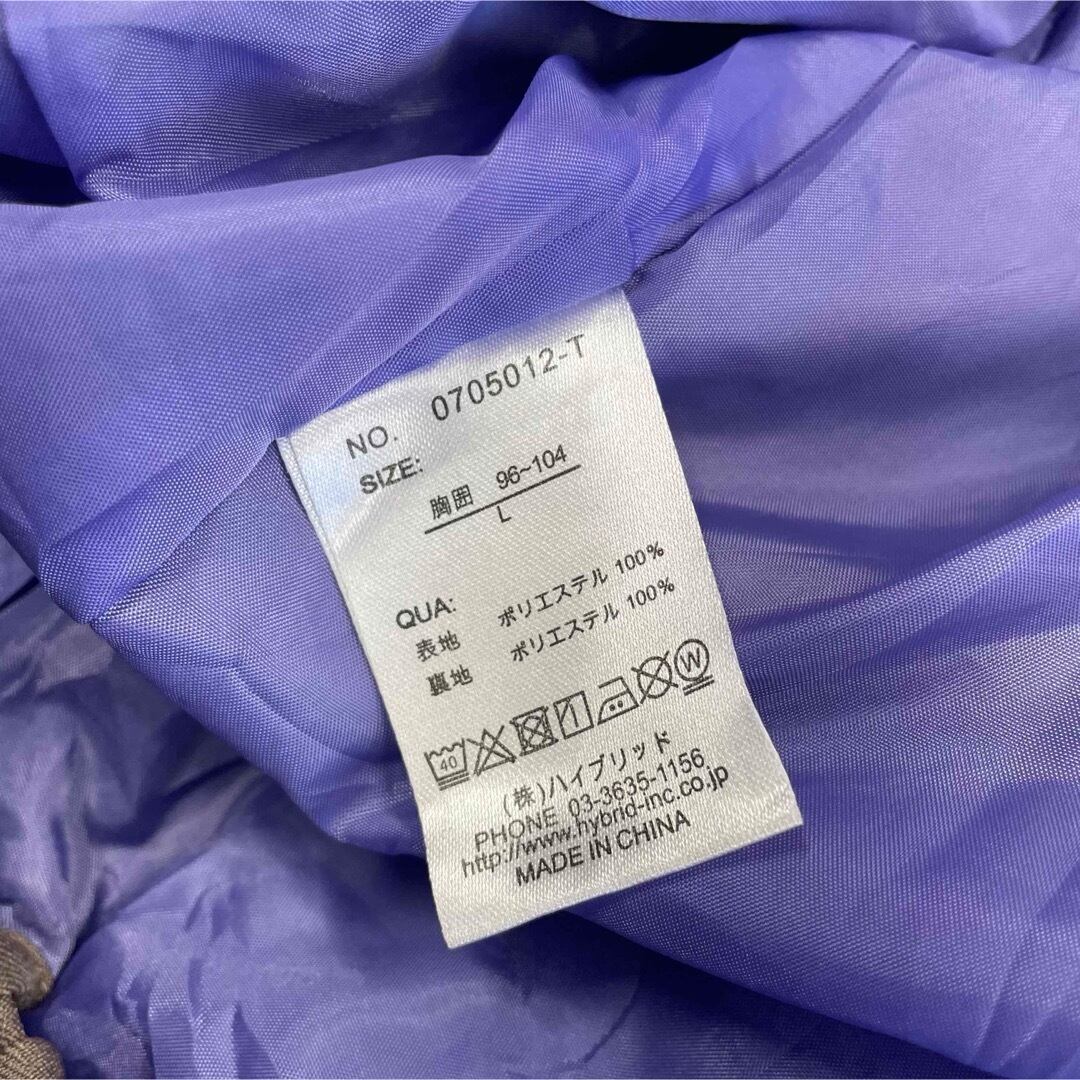 NO. 0705012-T
SIZE:
胸囲 96~104
L
QUA:
表地 ポリエステル 100%
裏地 ポリエステル 100%
40 W
(株)ハイブリッド
PHONE 03-3635-1156
http://www.hybrid-inc.co.jp
MADE IN CHINA